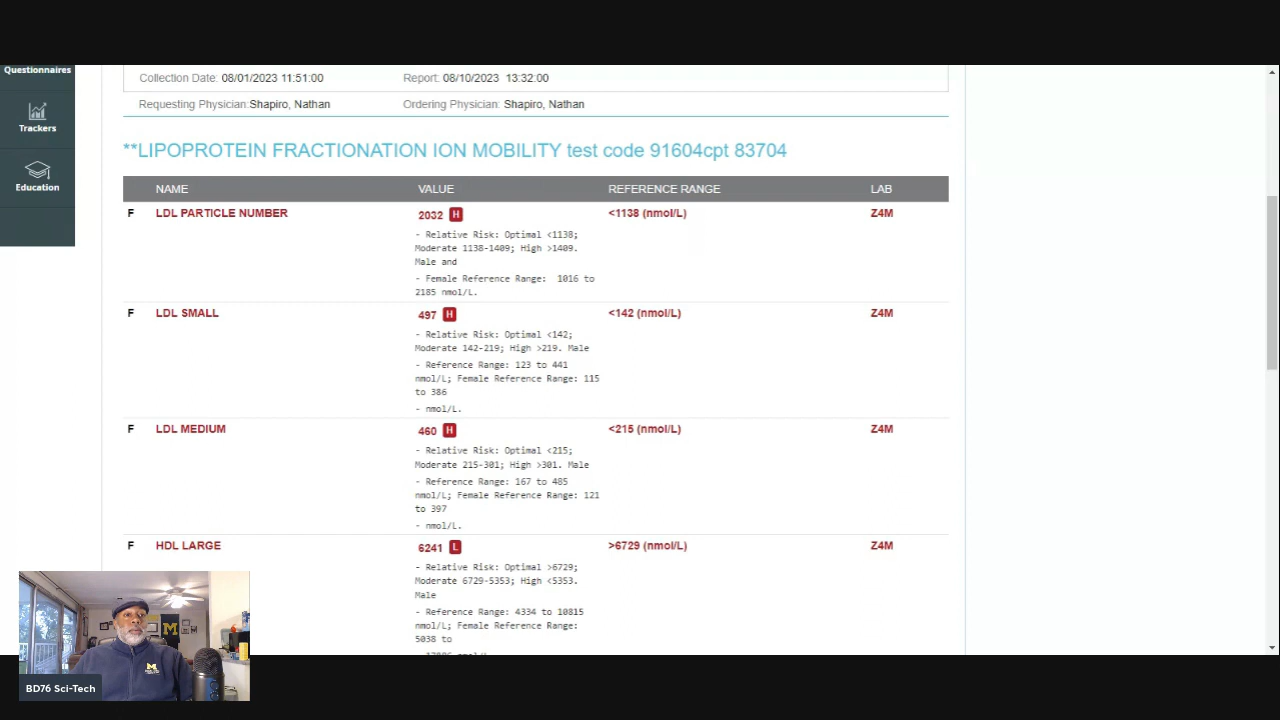 Questionnaires
Trackers
Education
Collection Date: 08/01/2023 11:51:00 Report: 08/10/2023 13:32:00
Requesting Physician:Shapiro, Nathan Ordering Physician: Shapiro, Nathan
**LIPOPROTEIN FRACTIONATION ION MOBILITY test code 91604cpt 83704
NAME VALUE REFERENCE RANGE LAB
F LDL PARTICLE NUMBER 2032 H <1138 (nmol/L) Z4M
- Relative Risk: Optimal <1138;
Moderate 1138-1409; High >1409.
Male and
- Female Reference Range: 1016 to
2185 nmol/L.
F LDL SMALL 497 H <142 (nmol/L) Z4M
- Relative Risk: Optimal <142;
Moderate 142-219; High >219. Male
- Reference Range: 123 to 441
nmol/L; Female Reference Range: 115
to 386
- nmol/L.
F LDL MEDIUM 460 H <215 (nmol/L) Z4M
- Relative Risk: Optimal <215;
Moderate 215-301; High >301. Male
- Reference Range: 167 to 485
nmol/L; Female Reference Range: 121
to 397
- nmol/L.
F HDL LARGE 6241 L >6729 (nmol/L) Z4M
- Relative Risk: Optimal >6729;
Moderate 6729-5353; High <5353.
Male
- Reference Range: 4334 to 10815
nmol/L; Female Reference Range:
5038 to
M
M
BD76 Sci-Tech